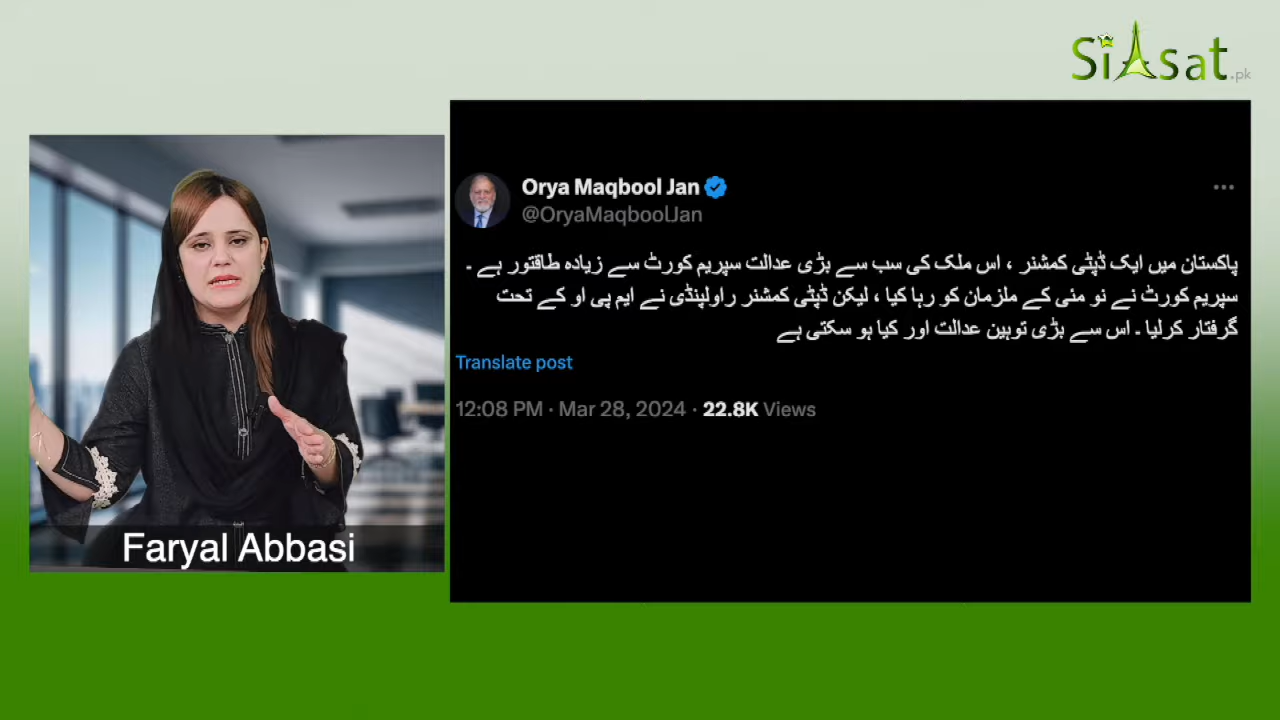 SiAsat.pk
Orya Maqbool Jan
@OryaMaqboolJan
پاکستان میں ایک ڈپٹی کمشنر ، اس ملک کی سب سے بڑی عدالت سپریم کورٹ سے زیادہ طاقتور ہے ۔
سپریم کورٹ نے نو مئی کے ملزمان کو رہا کیا ، لیکن ڈپٹی کمشنر راولپنڈی نے ایم پی او کے تحت
گرفتار کرلیا ۔ اس سے بڑی توہین عدالت اور کیا ہو سکتی ہے
Translate post
12:08 PM · Mar 28, 2024 · 22.8K Views
Faryal Abbasi